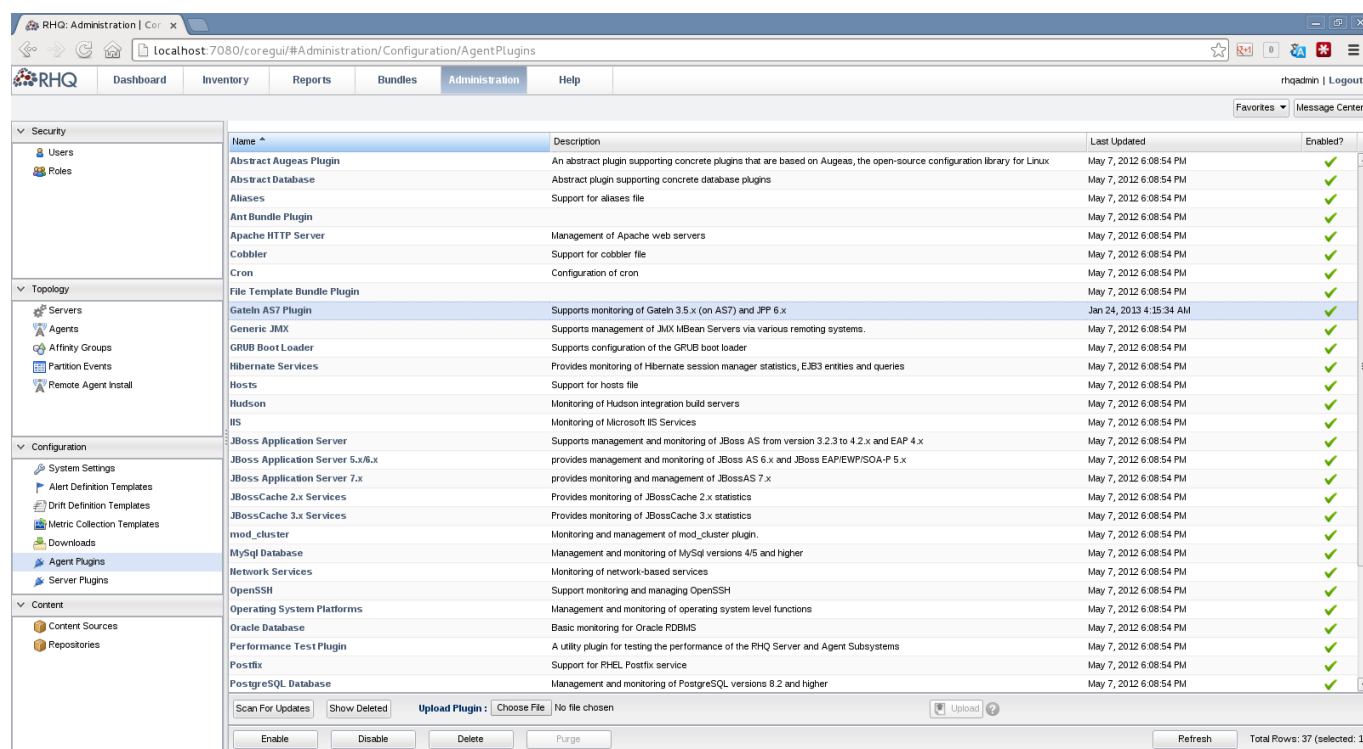 RHQ: Administration | Cor x
localhost:7080/coregui/#Administration/Configuration/AgentPlugins
RHQ Dashboard Inventory Reports Bundles Administration Help rhqadmin | Logout
Favorites Message Center
Security
Users
Roles
Topology
Servers
Agents
Affinity Groups
Partition Events
Remote Agent Install
Configuration
System Settings
Alert Definition Templates
Drift Definition Templates
Metric Collection Templates
Downloads
Agent Plugins
Server Plugins
Content
Content Sources
Repositories
Name Description Last Updated Enabled?
Abstract Augeas Plugin An abstract plugin supporting concrete plugins that are based on Augeas, the open-source configuration library for Linux May 7, 2012 6:08:54 PM
Abstract Database Abstract plugin supporting concrete database plugins May 7, 2012 6:08:54 PM
Aliases Support for aliases file May 7, 2012 6:08:54 PM
Ant Bundle Plugin May 7, 2012 6:08:54 PM
Apache HTTP Server Management of Apache web servers May 7, 2012 6:08:54 PM
Cobbler Support for cobbler file May 7, 2012 6:08:54 PM
Cron Configuration of cron May 7, 2012 6:08:54 PM
File Template Bundle Plugin May 7, 2012 6:08:54 PM
GateIn AS7 Plugin Supports monitoring of GateIn 3.5.x (on AS7) and JPP 6.x Jan 24, 2013 4:15:34 AM
Generic JMX Supports management of JMX MBean Servers via various remoting systems. May 7, 2012 6:08:54 PM
GRUB Boot Loader Supports configuration of the GRUB boot loader May 7, 2012 6:08:54 PM
Hibernate Services Provides monitoring of Hibernate session manager statistics, EJB3 entities and queries May 7, 2012 6:08:54 PM
Hosts Support for hosts file May 7, 2012 6:08:54 PM
Hudson Monitoring of Hudson integration build servers May 7, 2012 6:08:54 PM
IIS Monitoring of Microsoft IIS Services May 7, 2012 6:08:54 PM
JBoss Application Server Supports management and monitoring of JBoss AS from version 3.2.3 to 4.2.x and EAP 4.x May 7, 2012 6:08:54 PM
JBoss Application Server 5.x/6.x provides management and monitoring of JBoss AS 6.x and JBoss EAP/EWP/SOA-P 5.x May 7, 2012 6:08:54 PM
JBoss Application Server 7.x provides monitoring and management of JBossAS 7.x May 7, 2012 6:08:54 PM
JBossCache 2.x Services Provides monitoring of JBossCache 2.x statistics May 7, 2012 6:08:54 PM
JBossCache 3.x Services Provides monitoring of JBossCache 3.x statistics May 7, 2012 6:08:54 PM
mod_cluster Monitoring and management of mod_cluster plugin. May 7, 2012 6:08:54 PM
MySql Database Management and monitoring of MySql versions 4/5 and higher May 7, 2012 6:08:54 PM
Network Services Monitoring of network-based services May 7, 2012 6:08:54 PM
OpenSSH Support monitoring and managing OpenSSH May 7, 2012 6:08:54 PM
Operating System Platforms Management and monitoring of operating system level functions May 7, 2012 6:08:54 PM
Oracle Database Basic monitoring for Oracle RDBMS May 7, 2012 6:08:54 PM
Performance Test Plugin A utility plugin for testing the performance of the RHQ Server and Agent Subsystems May 7, 2012 6:08:54 PM
Postfix Support for RHEL Postfix service May 7, 2012 6:08:54 PM
PostgreSQL Database Management and monitoring of PostgreSQL versions 8.2 and higher May 7, 2012 6:08:54 PM
Scan For Updates Show Deleted Upload Plugin : Choose File No file chosen Upload ?
Enable Disable Delete Purge Refresh Total Rows: 37 (selected: 1